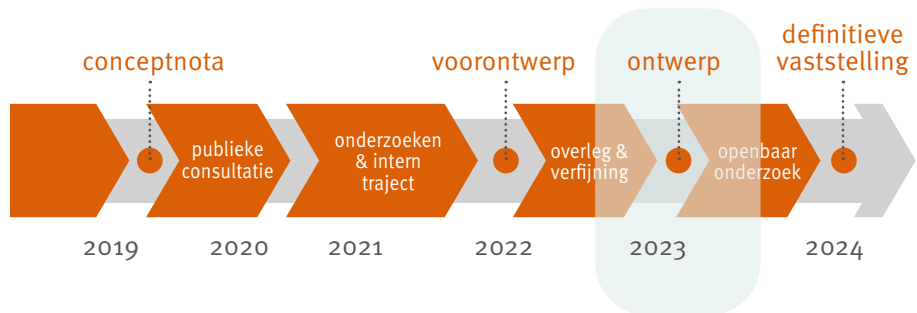 conceptnota
voorontwerp
ontwerp
definitieve
vaststelling
publieke
consultatie
onderzoeken
& intern
traject
overleg &
verfijning
openbaar
onderzoek
2019
2020
2021
2022
2023
2024